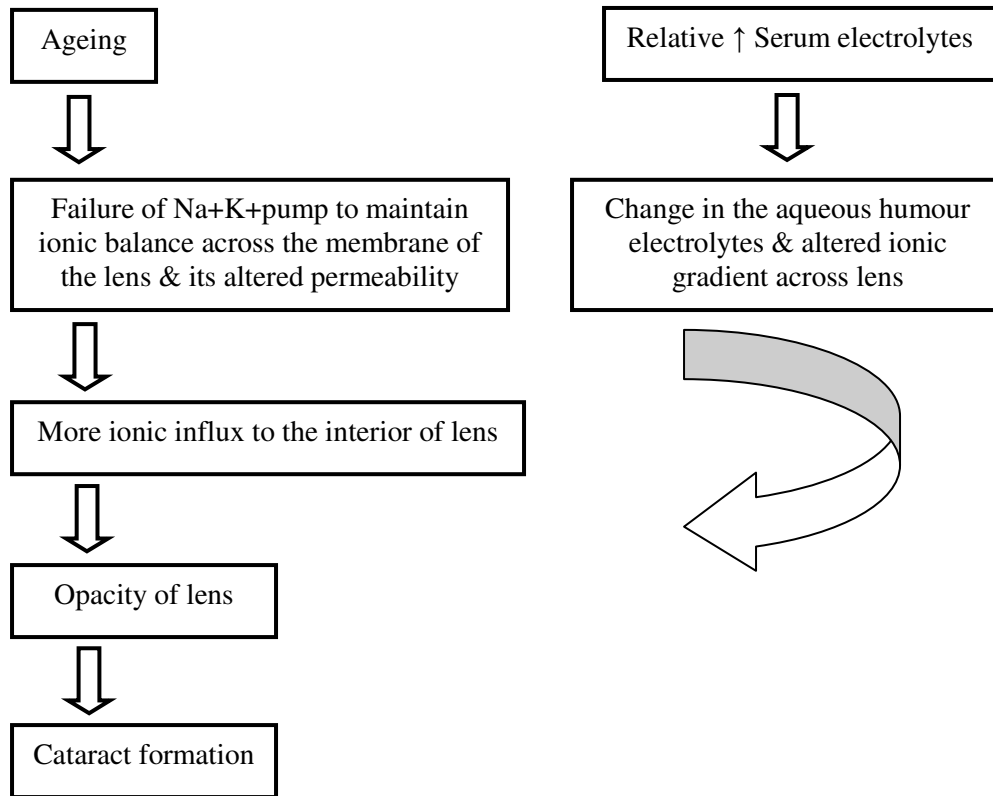 Ageing
Relative ↑ Serum electrolytes
Failure of Na+K+pump to maintain
ionic balance across the membrane of
the lens & its altered permeability
Change in the aqueous humour
electrolytes & altered ionic
gradient across lens
More ionic influx to the interior of lens
Opacity of lens
Cataract formation